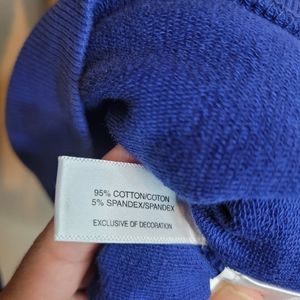 95% COTTON/COTON
5% SPANDEX/SPANDEX
EXCLUSIVE OF DECORATION